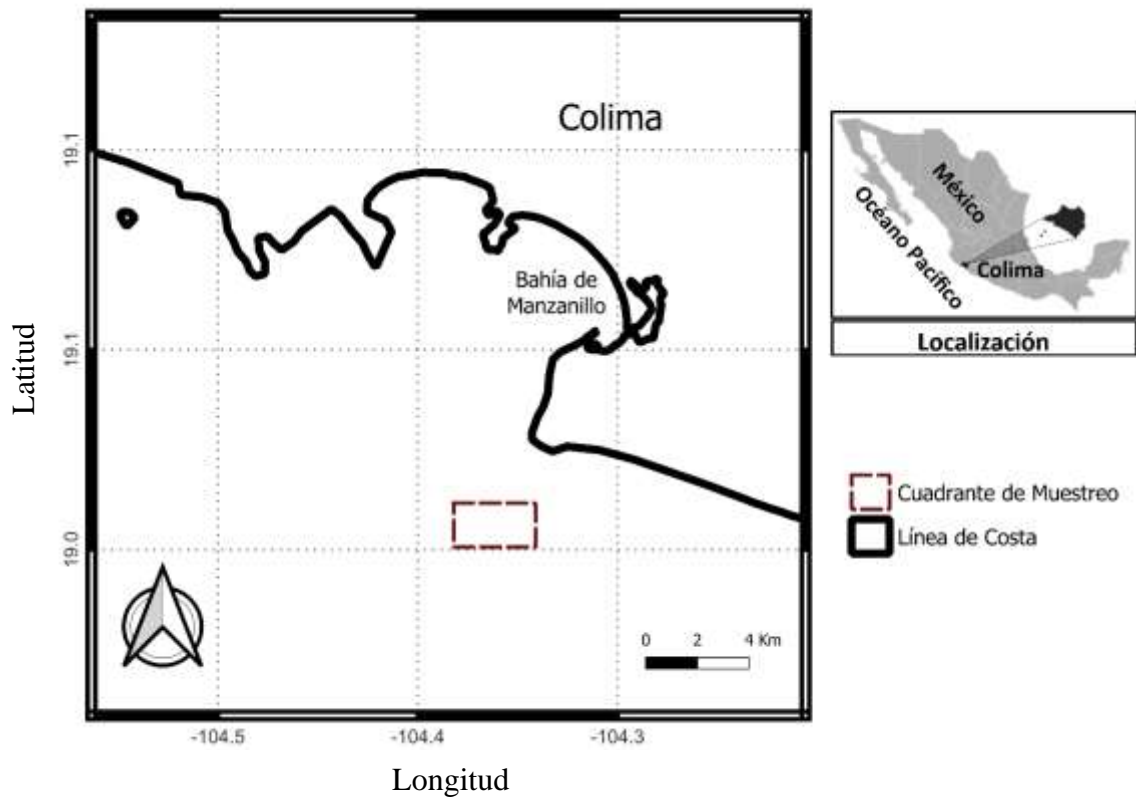 Colima
Bahía de
Manzanillo
19.1
19.1
19.0
Latitud
-104.5
-104.4
-104.3
Longitud
0 2 4 Km
México
Océano Pacífico
Colima
Localización
Cuadrante de Muestreo
Línea de Costa